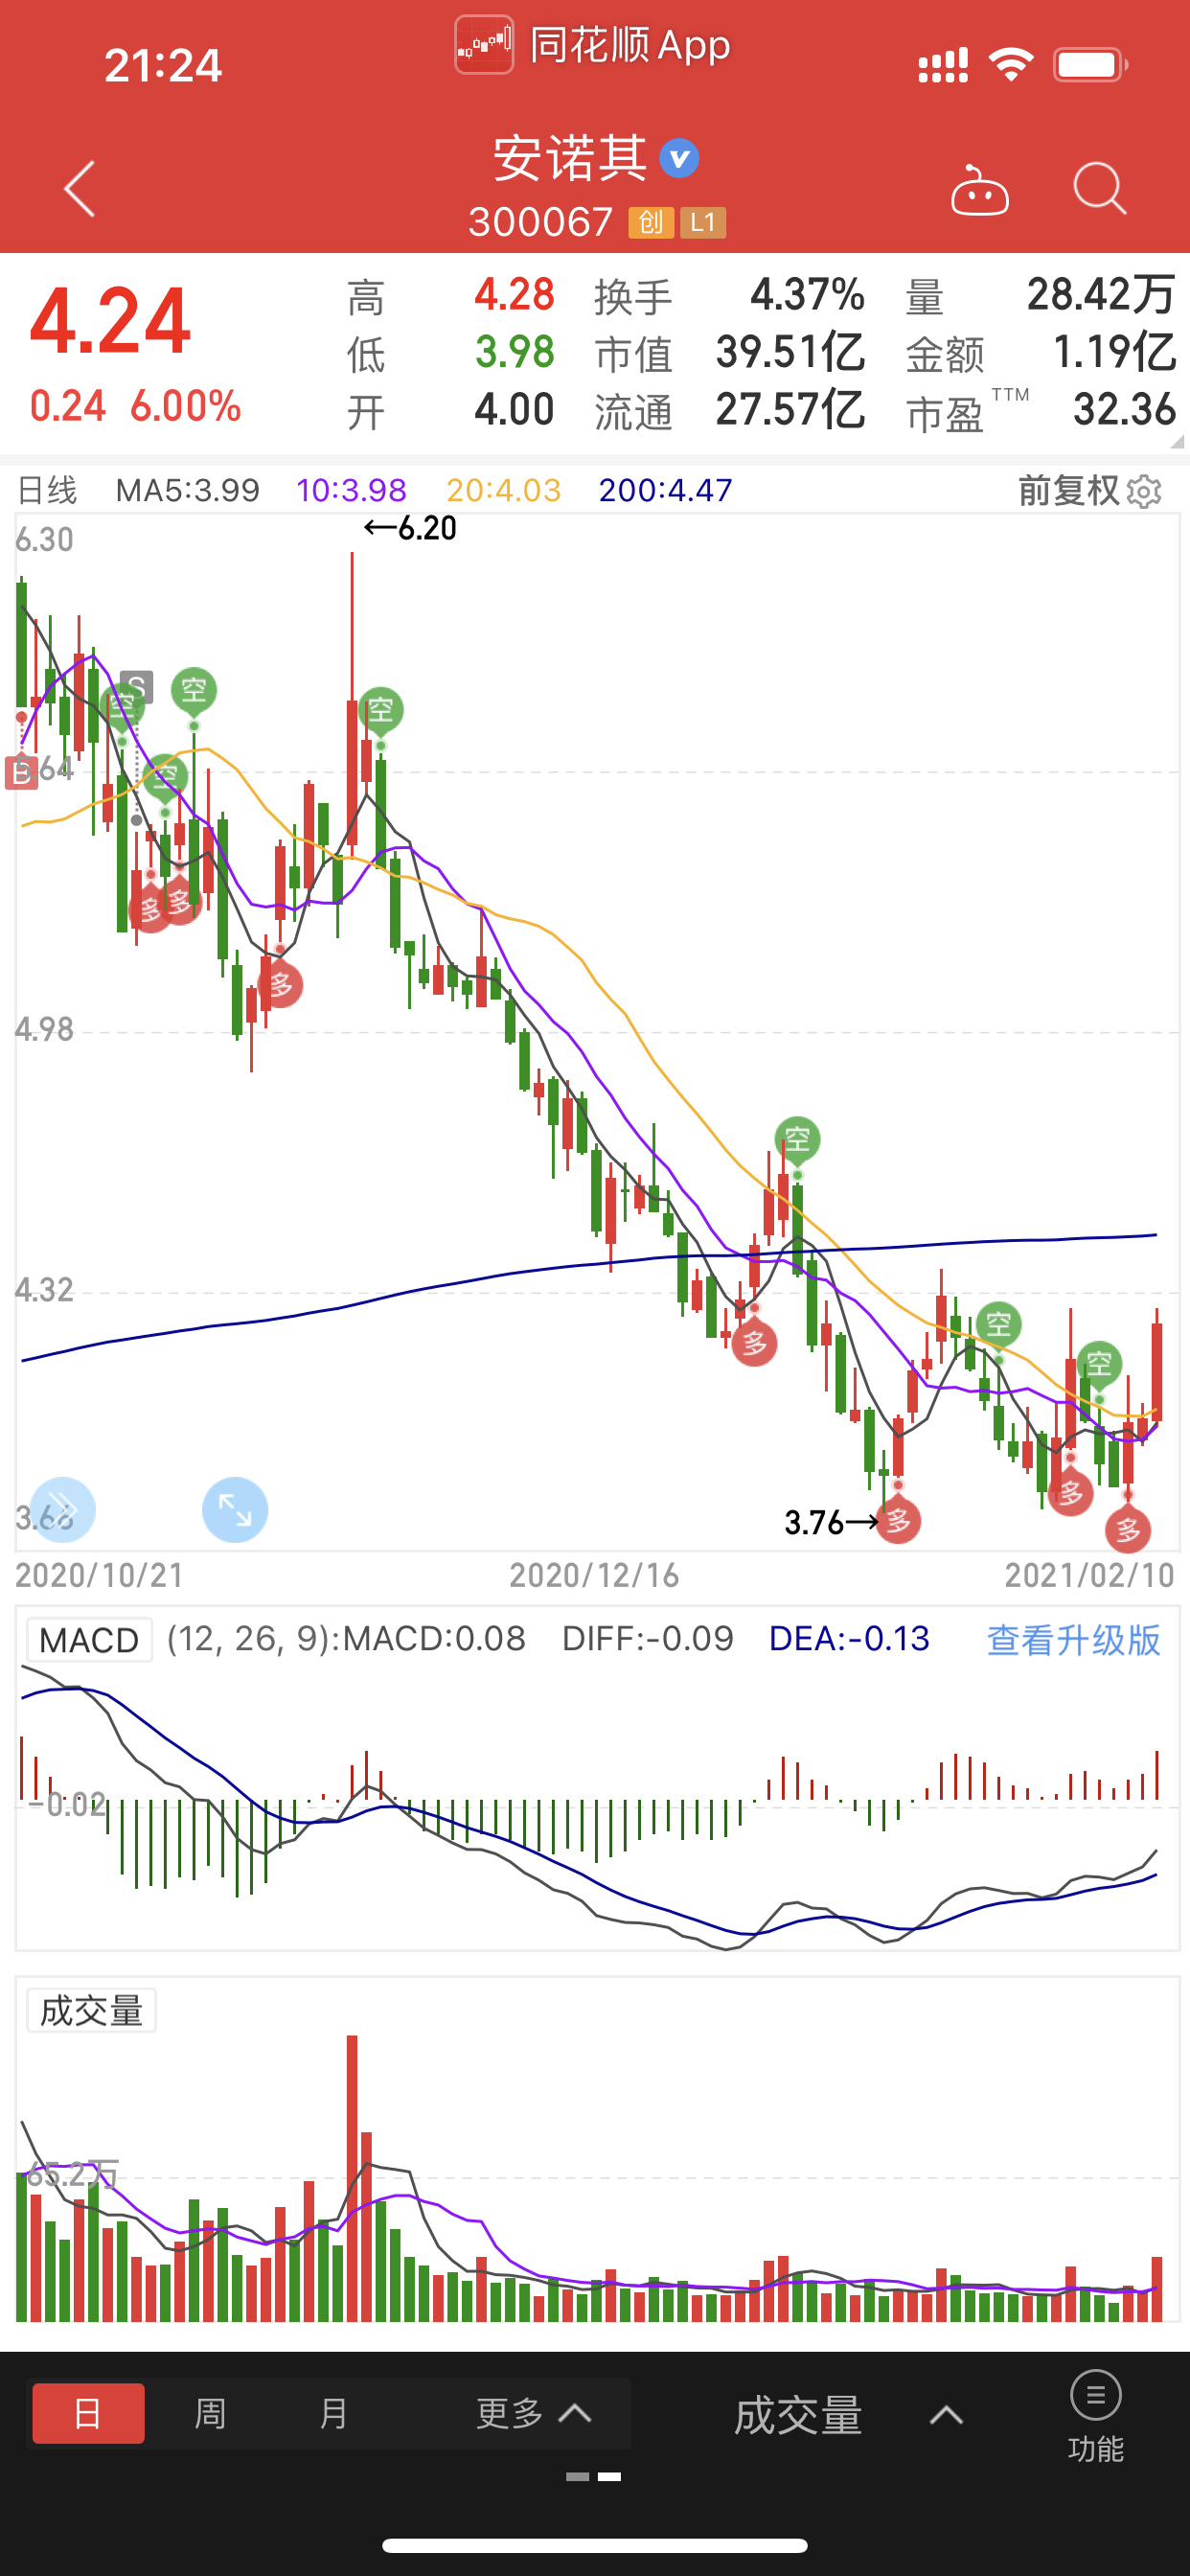 21:24
同花顺App
安诺其
300067 创 L1
4.24
0.24 6.00%
高 4.28 换手 4.37% 量 28.42万
低 3.98 市值 39.51亿 金额 1.19亿
开 4.00 流通 27.57亿 市盈TTM 32.36
日线 MA5:3.99 10:3.98 20:4.03 200:4.47 前复权
6.30
←6.20
S
空
空
空
空
B
5.64
多
多
多
4.98
空
4.32
多
空
空
3.66
3.76→
多
多
多
2020/10/21 2020/12/16 2021/02/10
MACD (12, 26, 9):MACD:0.08 DIFF:-0.09 DEA:-0.13 查看升级版
-0.02
成交量
65.2万
日 周 月 更多 成交量 功能